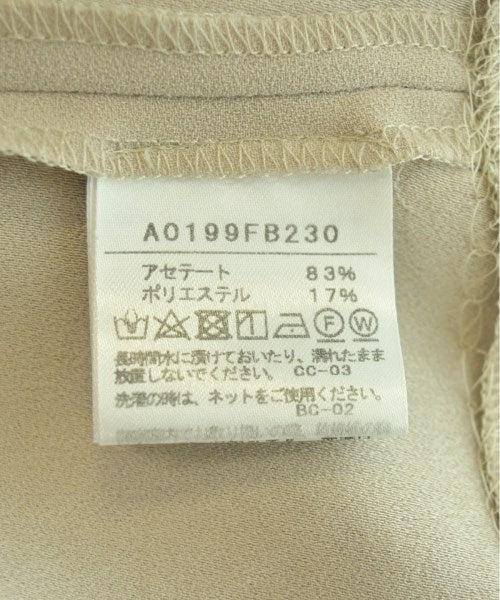 A0199FB230
アセテート 83%
ポリエステル 17%
F W
長時間水に漬けておいたり、濡れたまま
放置しないでください。 CC-03
洗濯の時は、ネットをご使用ください。
BC-02